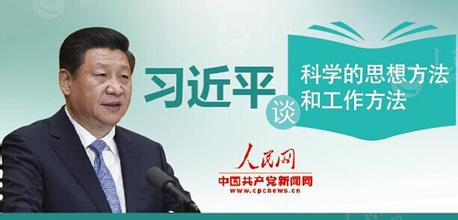 习近平 谈
科学的思想方法
和工作方法
人民网
中国共产党新闻网
www.cpcnews.cn